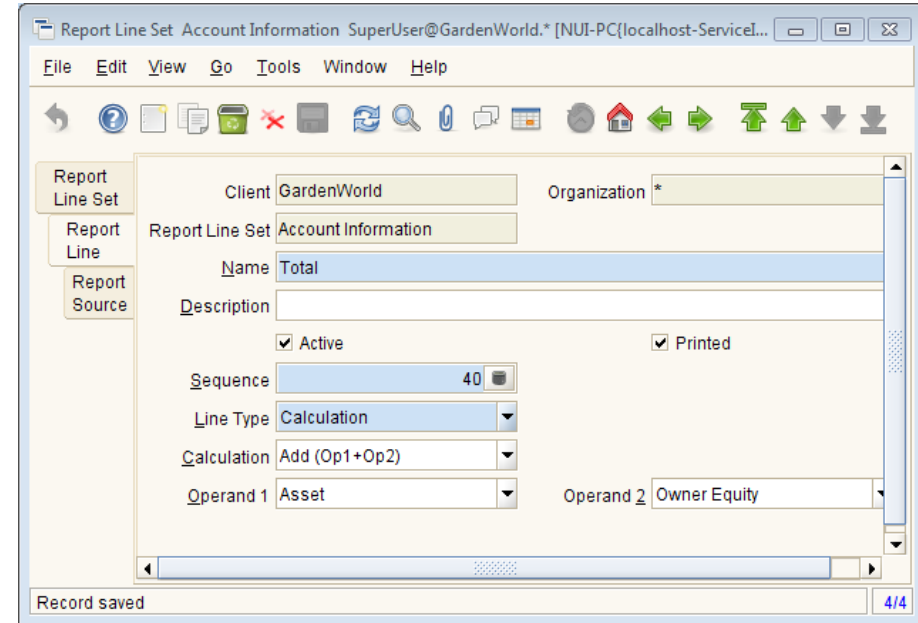 Report Line Set Account Information SuperUser@GardenWorld.* [NUI-PC{localhost-ServiceI...
File Edit View Go Tools Window Help
Report Line Set
Report Line
Report Source
Client GardenWorld Organization *
Report Line Set Account Information
Name Total
Description
Active Printed
Sequence 40
Line Type Calculation
Calculation Add (Op1+Op2)
Operand 1 Asset Operand 2 Owner Equity
Record saved 4/4